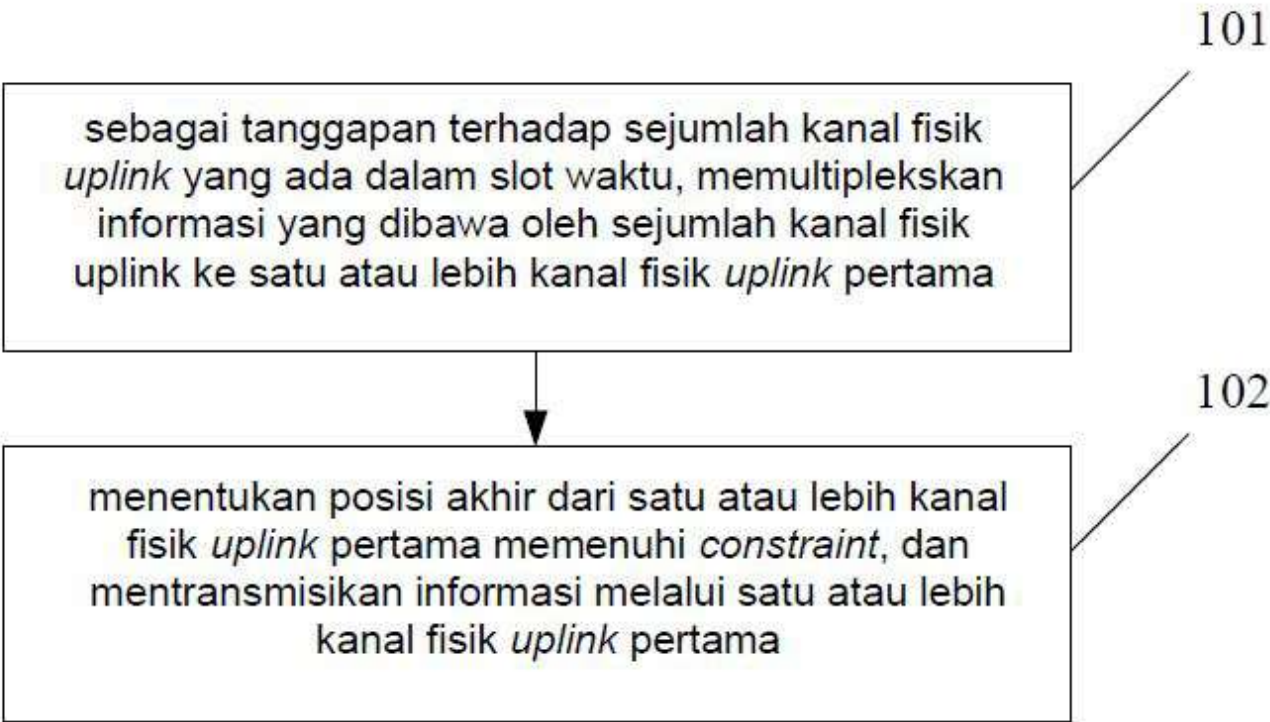 101
sebagai tanggapan terhadap sejumlah kanal fisik
uplink yang ada dalam slot waktu, memultiplekskan
informasi yang dibawa oleh sejumlah kanal fisik
uplink ke satu atau lebih kanal fisik uplink pertama
102
menentukan posisi akhir dari satu atau lebih kanal
fisik uplink pertama memenuhi constraint, dan
mentransmisikan informasi melalui satu atau lebih
kanal fisik uplink pertama